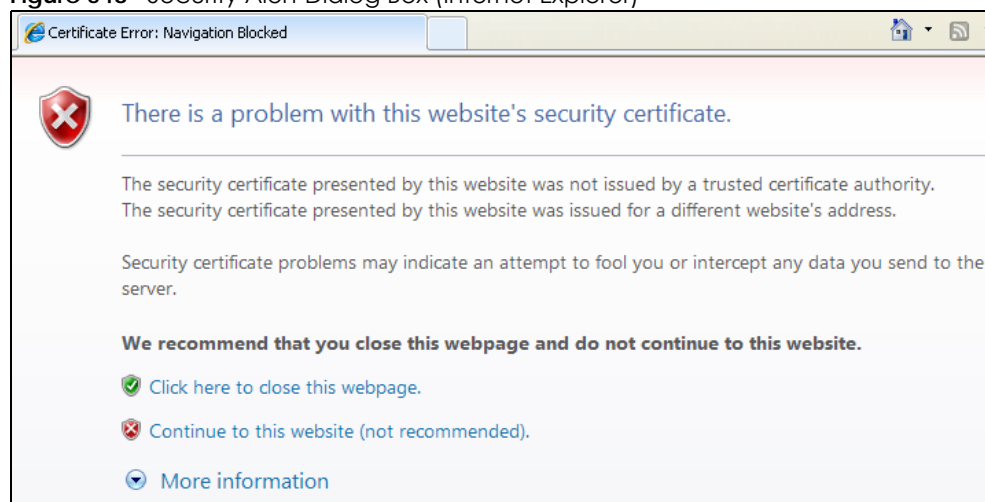 Certificate Error: Navigation Blocked
There is a problem with this website's security certificate.
The security certificate presented by this website was not issued by a trusted certificate authority.
The security certificate presented by this website was issued for a different website's address.
Security certificate problems may indicate an attempt to fool you or intercept any data you send to the
server.
We recommend that you close this webpage and do not continue to this website.
Click here to close this webpage.
Continue to this website (not recommended).
More information